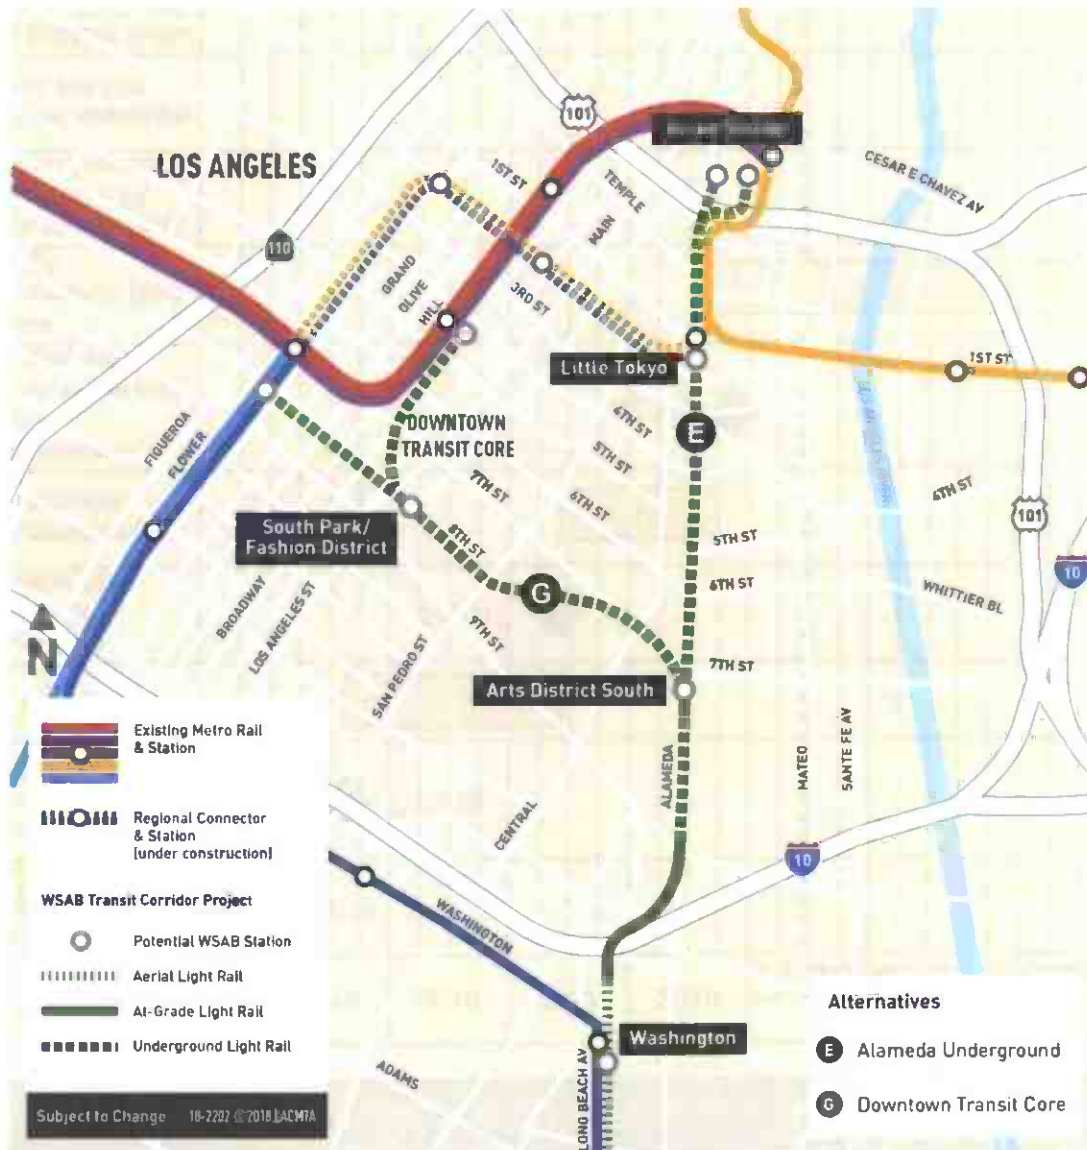 101
LOS ANGELES
1ST ST
TEMPLE
MAIN
CESAR E CHAVEZ AV
110
GRAND
OLIVE
HILL
3RD ST
Little Tokyo
1ST ST
E
DOWNTOWN
TRANSIT CORE
4TH ST
5TH ST
6TH ST
7TH ST
FIGUEROA
FLOWER
4TH ST
101
South Park/
Fashion District
8TH ST
5TH ST
6TH ST
10
WHITTIER BL
G
BROADWAY
LOS ANGELES ST
SAN PEDRO ST
9TH ST
7TH ST
N
Arts District South
ALAMEDA
MATEO
SANTE FE AV
CENTRAL
10
WASHINGTON
Washington
ADAMS
LONG BEACH AV
Existing Metro Rail
& Station
Regional Connector
& Station
(under construction)
WSAB Transit Corridor Project
Potential WSAB Station
Aerial Light Rail
At-Grade Light Rail
Underground Light Rail
Subject to Change 18-2202 ©2018 LACMTA
Alternatives
E Alameda Underground
G Downtown Transit Core